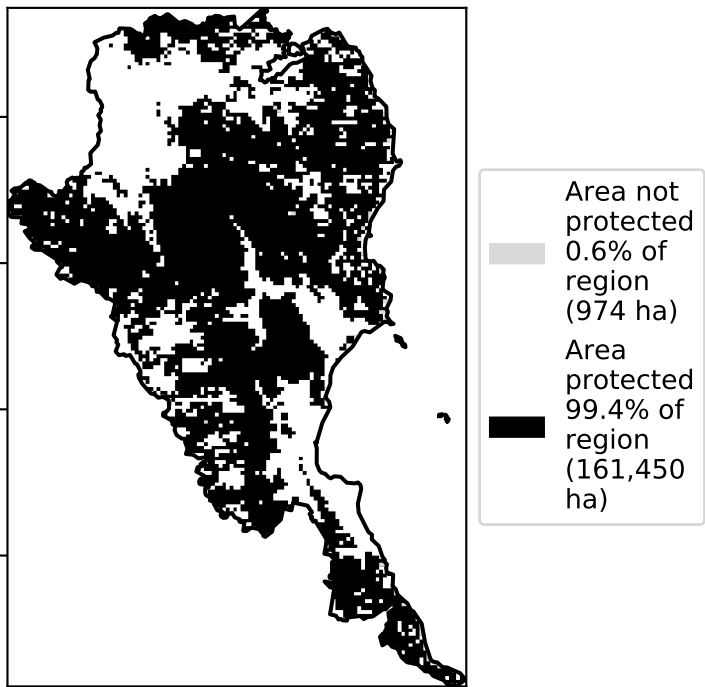 Area not
protected
0.6% of
region
(974 ha)
Area
protected
99.4% of
region
(161,450
ha)